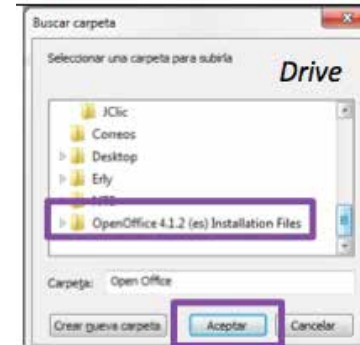 Buscar carpeta
Seleccionar una carpeta para subirla
Drive
JClic
Correos
Desktop
Erly
OpenOffice 4.1.2 (es) Installation Files
Carpeta: Open Office
Crear nueva carpeta Aceptar Cancelar